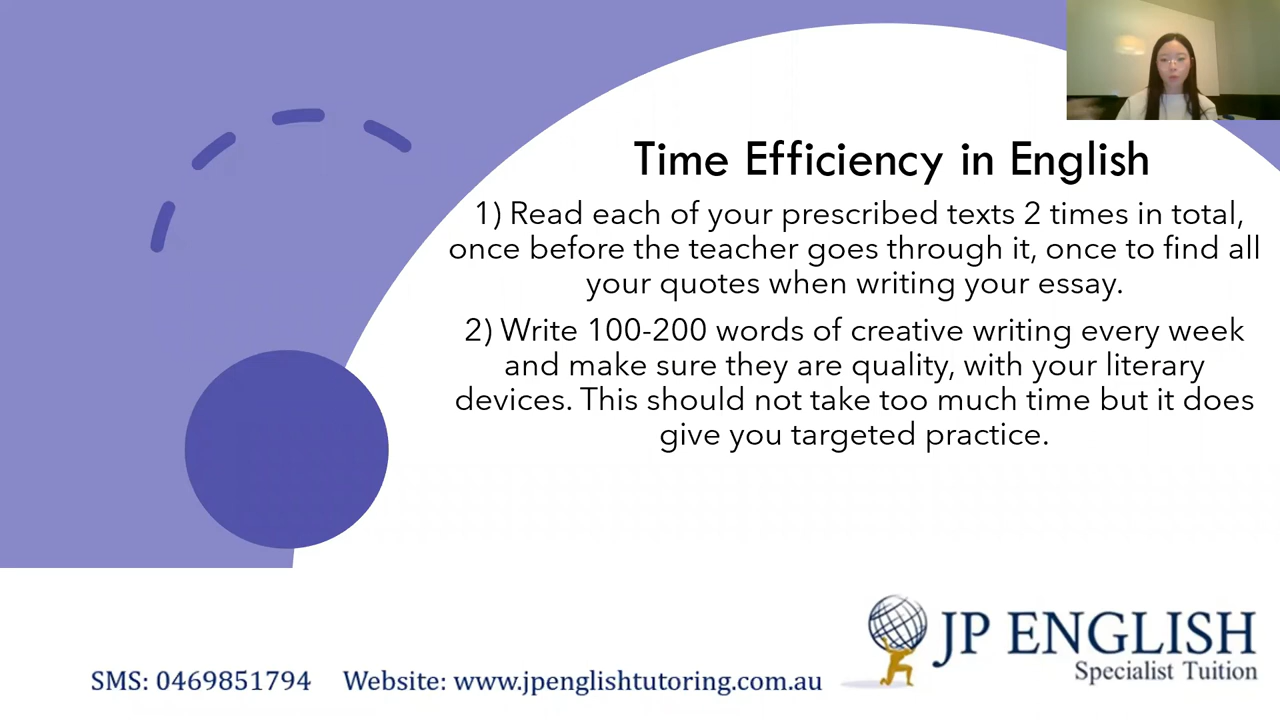 Time Efficiency in English
1) Read each of your prescribed texts 2 times in total,
once before the teacher goes through it, once to find all
your quotes when writing your essay.
2) Write 100-200 words of creative writing every week
and make sure they are quality, with your literary
devices. This should not take too much time but it does
give you targeted practice.
JP ENGLISH
Specialist Tuition
SMS: 0469851794 Website: www.jpenglishtutoring.com.au